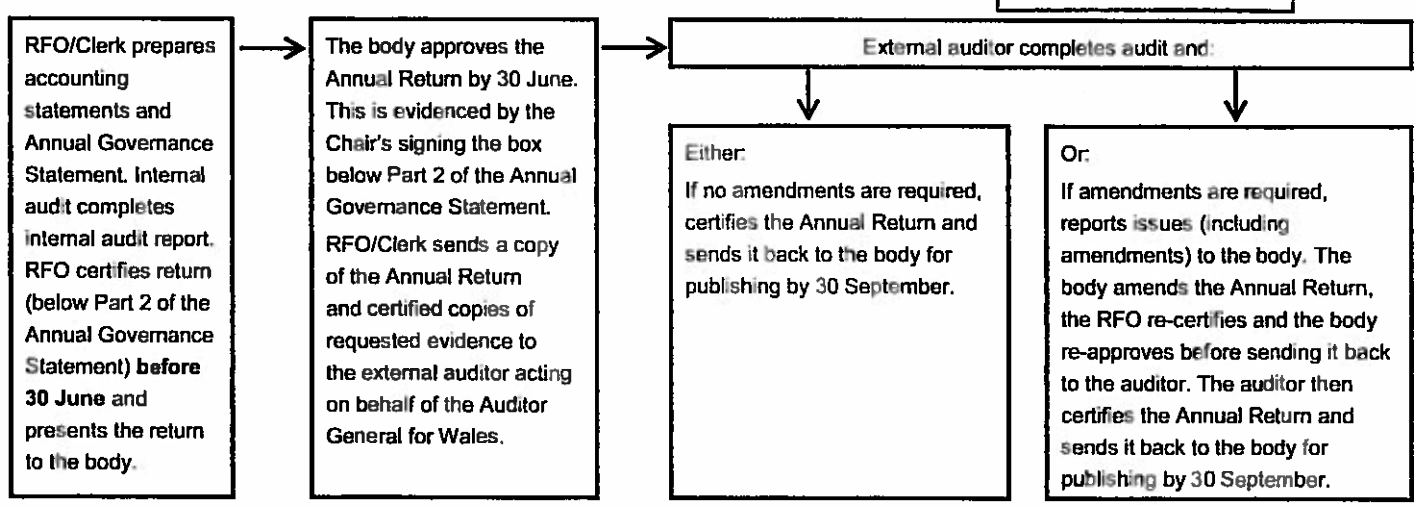 RFO/Clerk prepares
accounting
statements and
Annual Governance
Statement. Internal
audit completes
internal audit report.
RFO certifies return
(below Part 2 of the
Annual Governance
Statement) before
30 June and
presents the return
to the body.
The body approves the
Annual Return by 30 June.
This is evidenced by the
Chair's signing the box
below Part 2 of the Annual
Governance Statement.
RFO/Clerk sends a copy
of the Annual Return
and certified copies of
requested evidence to
the external auditor acting
on behalf of the Auditor
General for Wales.
External auditor completes audit and:
Either:
If no amendments are required,
certifies the Annual Return and
sends it back to the body for
publishing by 30 September.
Or:
If amendments are required,
reports issues (including
amendments) to the body. The
body amends the Annual Return,
the RFO re-certifies and the body
re-approves before sending it back
to the auditor. The auditor then
certifies the Annual Return and
sends it back to the body for
publishing by 30 September.